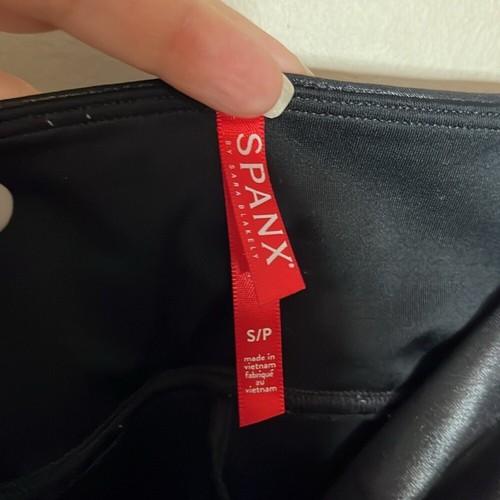 SPANX®
BY SARA BLAKELY
S/P
made in
vietnam
fabriqué
au
vietnam